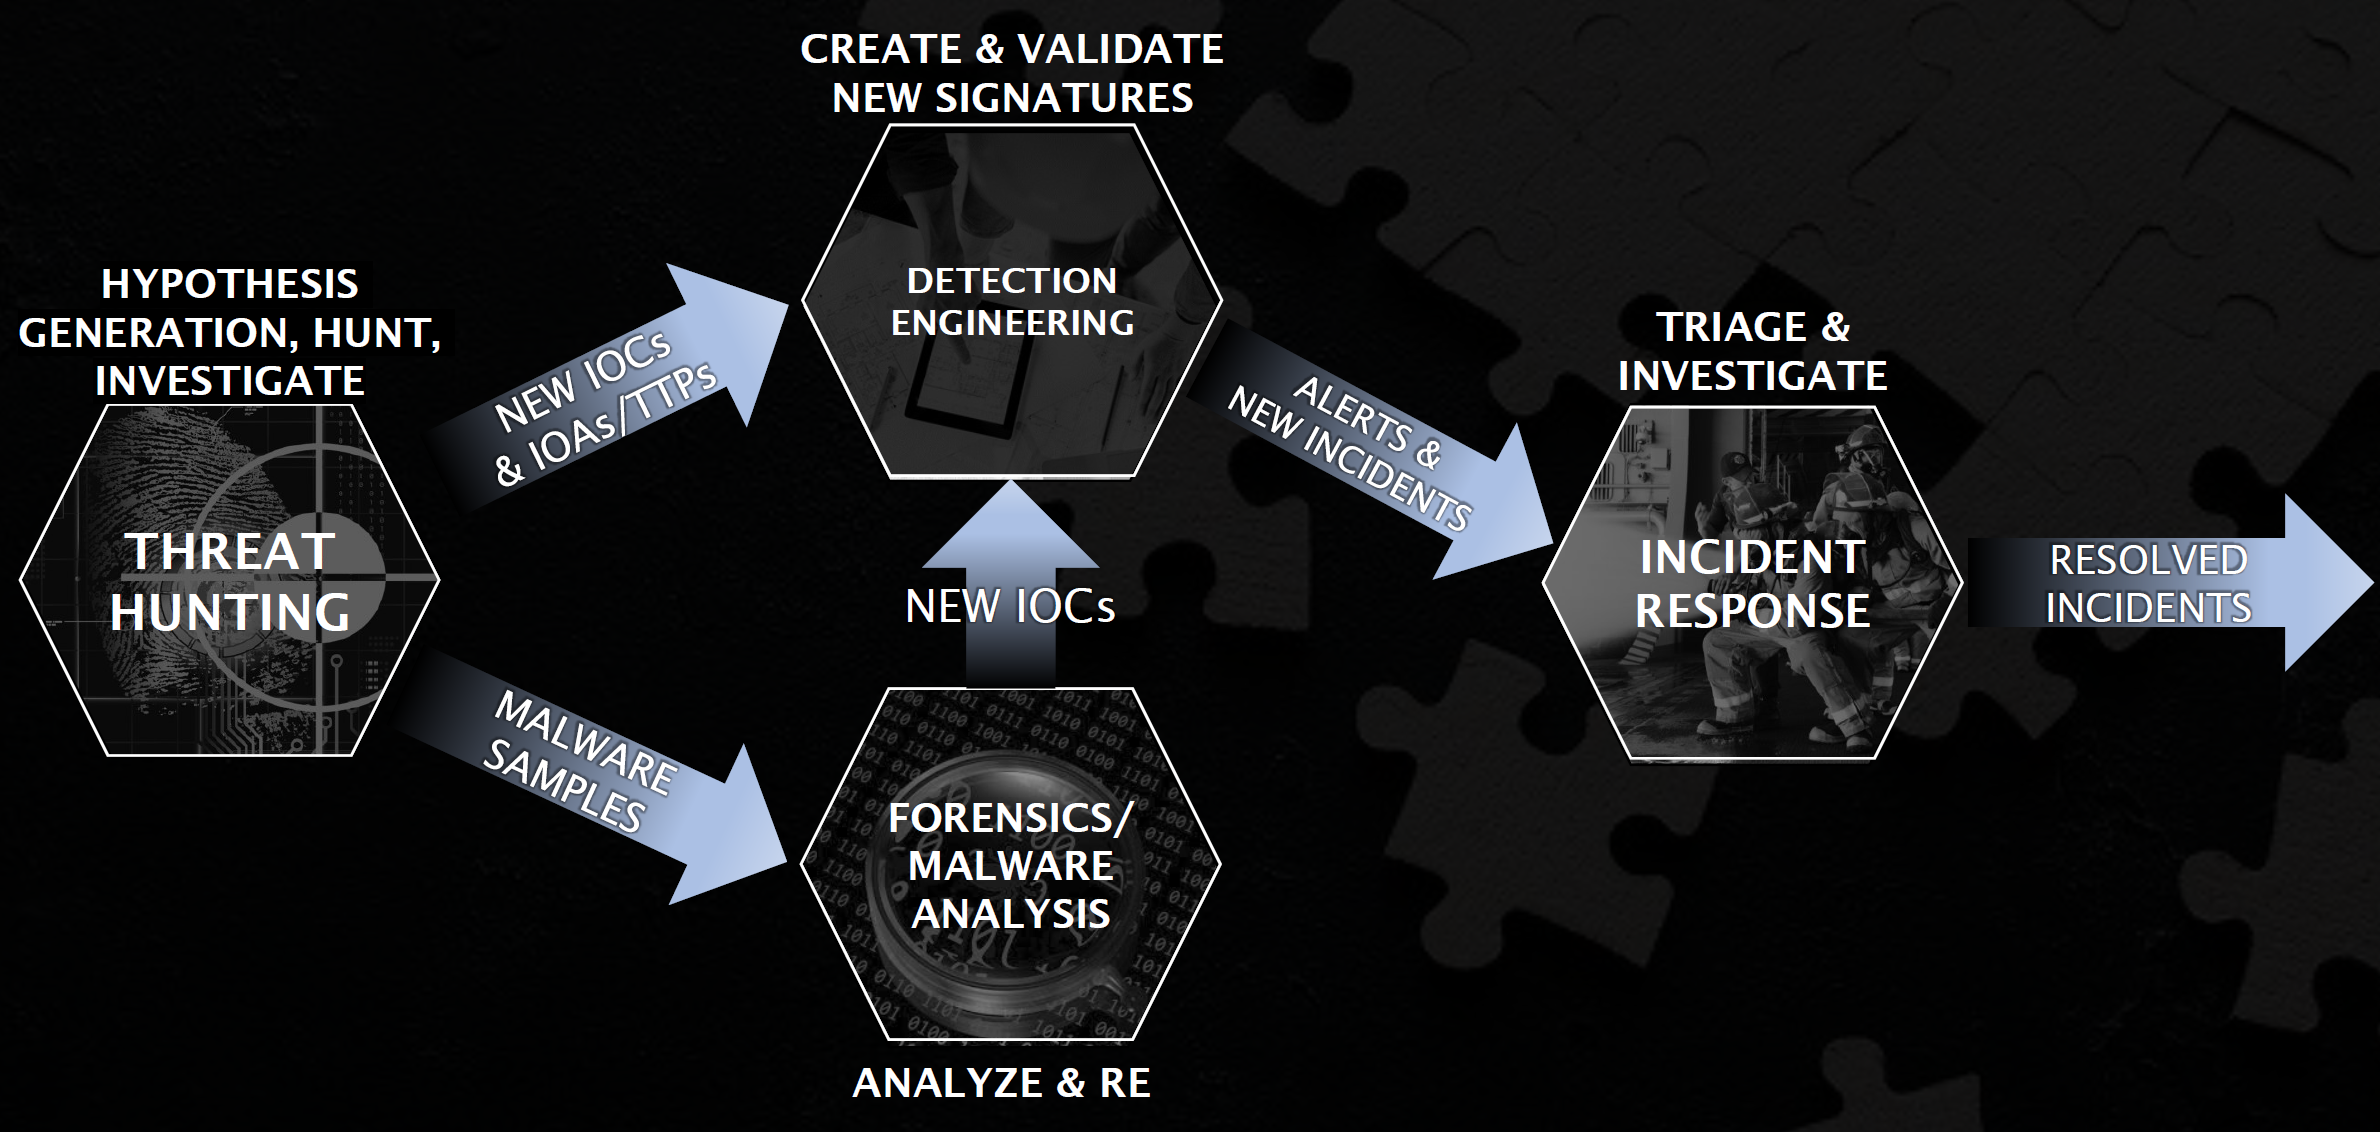 CREATE & VALIDATE
NEW SIGNATURES
DETECTION
ENGINEERING
HYPOTHESIS
GENERATION, HUNT,
INVESTIGATE
THREAT
HUNTING
NEW IOCs
& IOAs/TTPs
MALWARE
SAMPLES
NEW IOCs
FORENSICS/
MALWARE
ANALYSIS
ANALYZE & RE
ALERTS &
NEW INCIDENTS
TRIAGE &
INVESTIGATE
INCIDENT
RESPONSE
RESOLVED
INCIDENTS